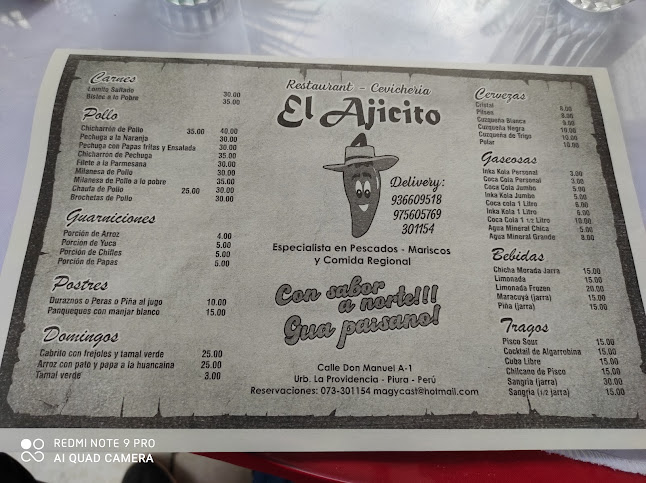 Carnes
Lomito Saltado 30.00
Bistec a lo Pobre 35.00
Pollo
Chicharrón de Pollo 35.00 40.00
Pechuga a la Naranja 30.00
Pechuga con Papas fritas y Ensalada 30.00
Chicharrón de Pechuga 35.00
Filete a la Parmesana 30.00
Milanesa de Pollo 30.00
Milanesa de Pollo a lo pobre 35.00
Chaufa de Pollo 25.00 30.00
Brochetas de Pollo 30.00
Guarniciones
Porción de Arroz 4.00
Porcion de Yuca 5.00
Porción de Chifles 5.00
Porción de Papas 5.00
Postres
Duraznos o Peras o Piña al jugo 10.00
Panqueques con manjar blanco 15.00
Domingos
Cabrito con frejoles y tamal verde 25.00
Arroz con pato y papa a la huancaina 25.00
Tamal verde 3.00
Restaurant - Cevicheria
El Ajicito
Delivery:
936609518
975605769
301154
Especialista en Pescados - Mariscos
y Comida Regional
Con sabor
a norte!!!
Gua paisano!
Calle Don Manuel A-1
Urb. La Providencia - Piura - Perú
Reservaciones: 073-301154 magycast@hotmail.com
Cervezas
Cristal
Pilsen
Cuzqueña Blanca
Cuzqueña Negra 10.00
Cuzqueña de Trigo 10.00
Polar 10.00
Gaseosas
Inka Kola Personal 3.00
Coca Cola Personal 3.00
Coca Cola Jumbo 5.00
Inka Kola Jumbo 5.00
Coca cola 1 Litro 6.00
Inka Kola 1 Litro 6.00
Coca Cola 1 1/2 Litro 10.00
Agua Mineral Chica 5.00
Agua Mineral Grande 8.00
Bebidas
Chicha Morada Jarra 15.00
Limonada 15.00
Limonada Frozen 20.00
Maracuya (jarra) 15.00
Piña (jarra) 15.00
Tragos
Pisco Sour 15.00
Cocktail de Algarrobina 15.00
Cuba Libre 15.00
Chilcano de Pisco 15.00
Sangría (jarra) 30.00
Sangría (1/2 jarra) 15.00
REDMI NOTE 9 PRO
AI QUAD CAMERA